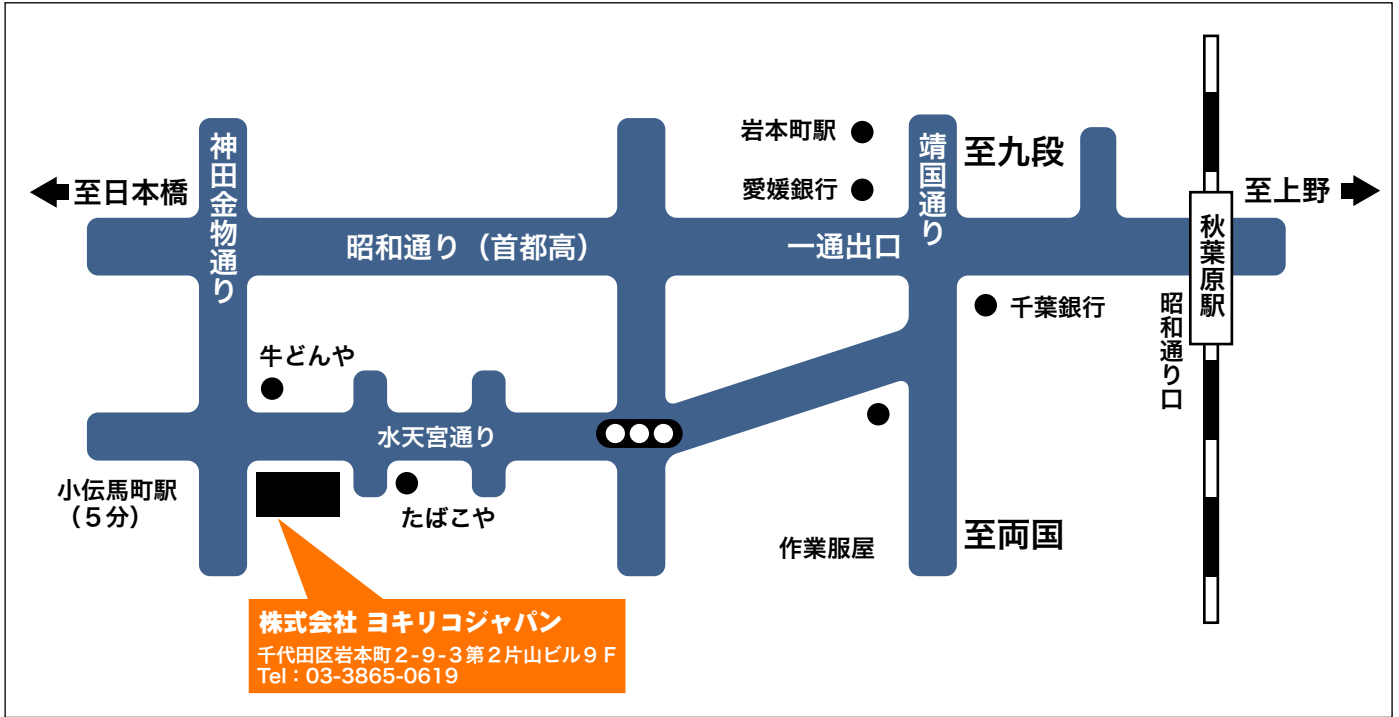 岩本町駅
至九段
愛媛銀行
靖国通り
神田金物通り
至日本橋
至上野
昭和通り（首都高）
一通出口
秋葉原駅
千葉銀行
昭和通り口
牛どんや
水天宮通り
小伝馬町駅
（５分）
たばこや
作業服屋
至両国
株式会社 ヨキリコジャパン
千代田区岩本町２-９-３第２片山ビル９Ｆ
Tel：03-3865-0619